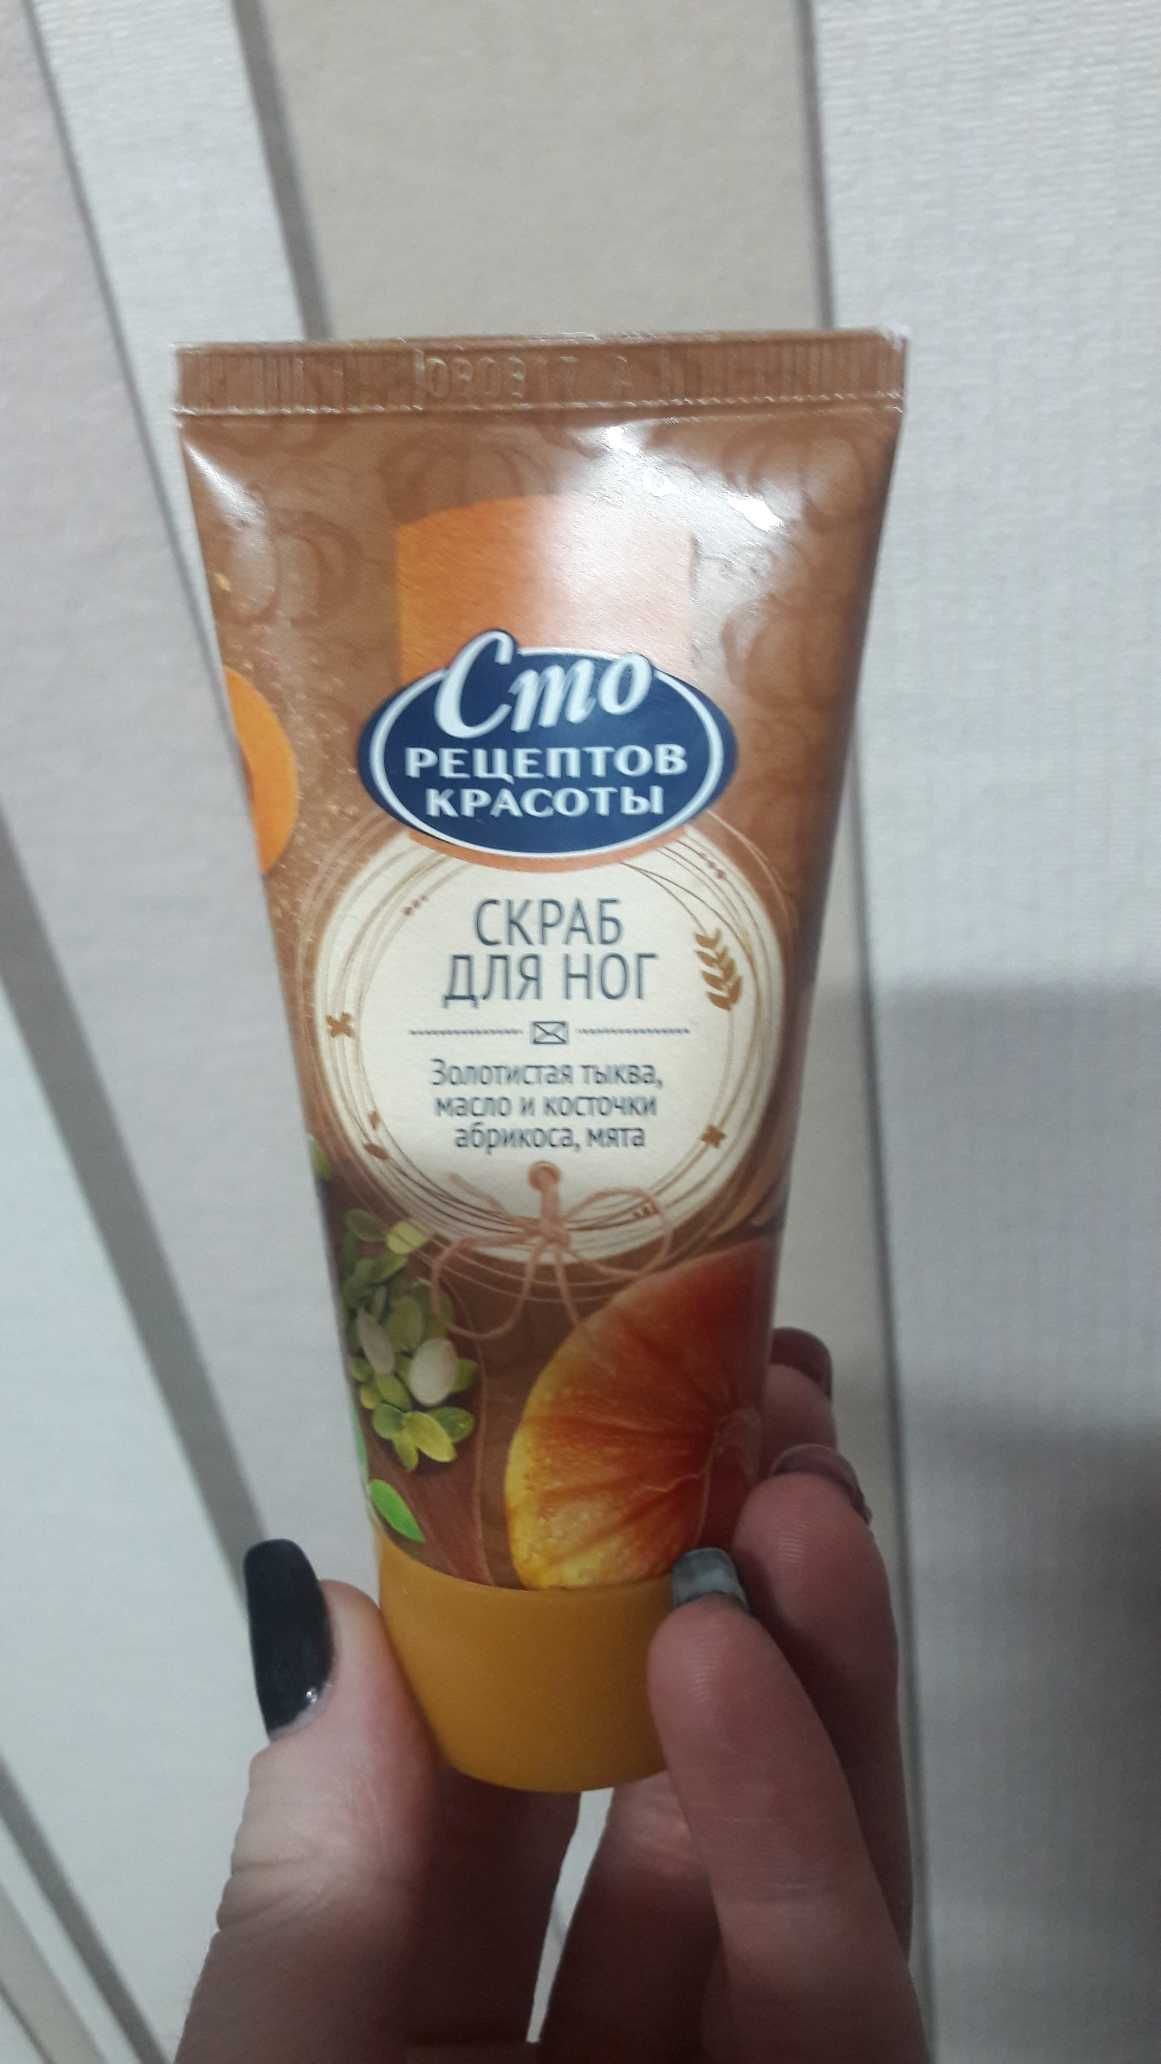 Сто
РЕЦЕПТОВ
КРАСОТЫ
СКРАБ
ДЛЯ НОГ
Золотистая тыква,
масло и косточки
абрикоса, мята